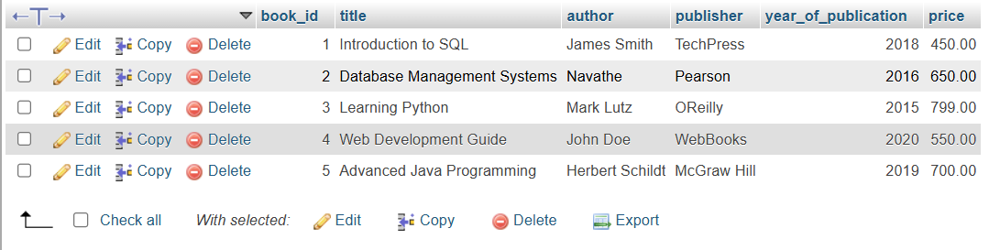 book_id title author publisher year_of_publication price
Edit Copy Delete 1 Introduction to SQL James Smith TechPress 2018 450.00
Edit Copy Delete 2 Database Management Systems Navathe Pearson 2016 650.00
Edit Copy Delete 3 Learning Python Mark Lutz OReilly 2015 799.00
Edit Copy Delete 4 Web Development Guide John Doe WebBooks 2020 550.00
Edit Copy Delete 5 Advanced Java Programming Herbert Schildt McGraw Hill 2019 700.00
Check all With selected: Edit Copy Delete Export